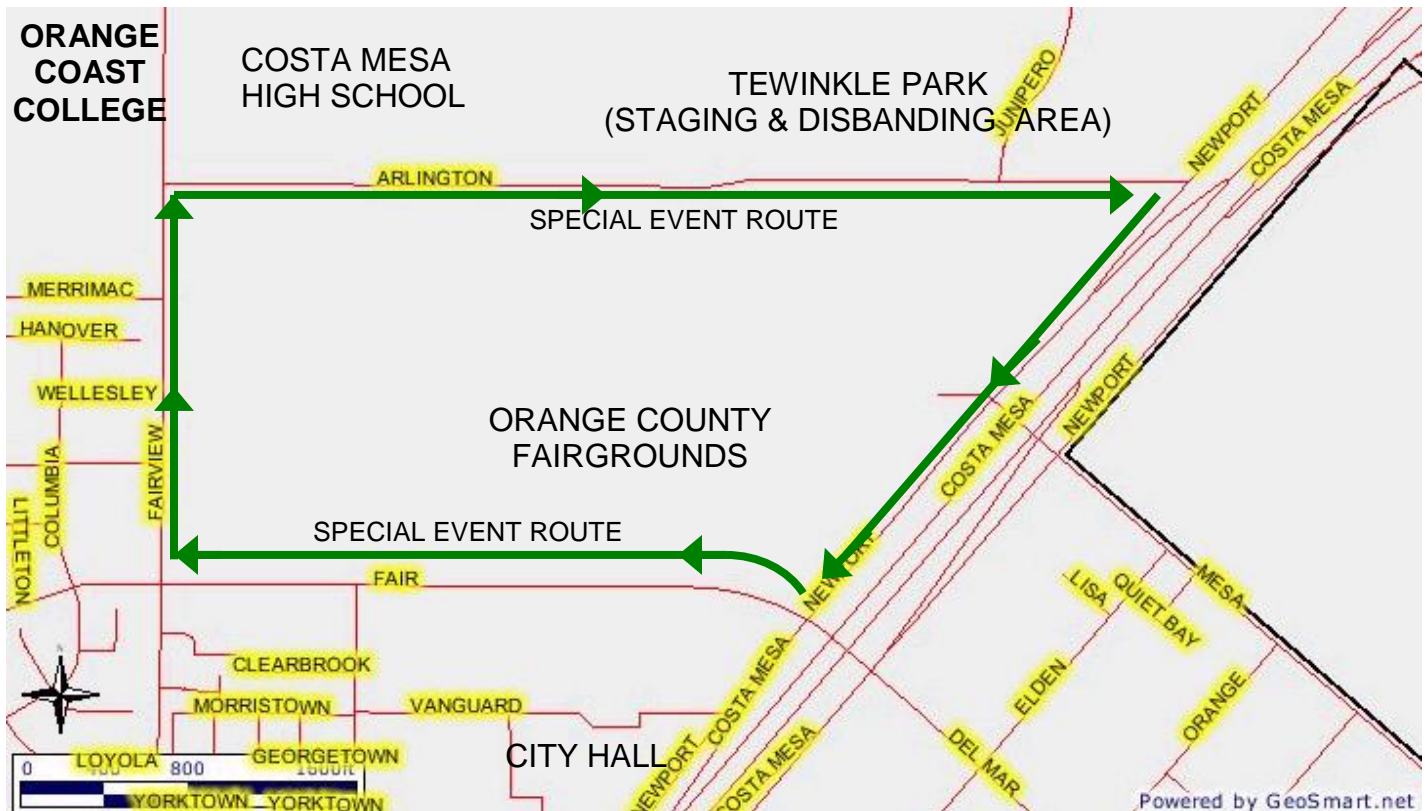 ORANGE
COAST
COLLEGE
COSTA MESA
HIGH SCHOOL
TEWINKLE PARK
(STAGING & DISBANDING AREA)
JUNIPERO
NEWPORT
COSTA MESA
ARLINGTON
SPECIAL EVENT ROUTE
MERRIMAC
HANOVER
WELLESLEY
FAIRVIEW
COLUMBIA
LITTLETON
ORANGE COUNTY
FAIRGROUNDS
COSTA MESA
NEWPORT
SPECIAL EVENT ROUTE
FAIR
NEWPORT
MESA
LISA
QUIET BAY
CLEARBROOK
MORRISTOWN
VANGUARD
COSTA MESA
ELDEN
ORANGE
DEL MAR
LOYOLA
GEORGETOWN
CITY HALL
NEWPORT
COSTA MESA
0 400 800 1600ft
YORKTOWN
YORKTOWN
Powered by GeoSmart.net